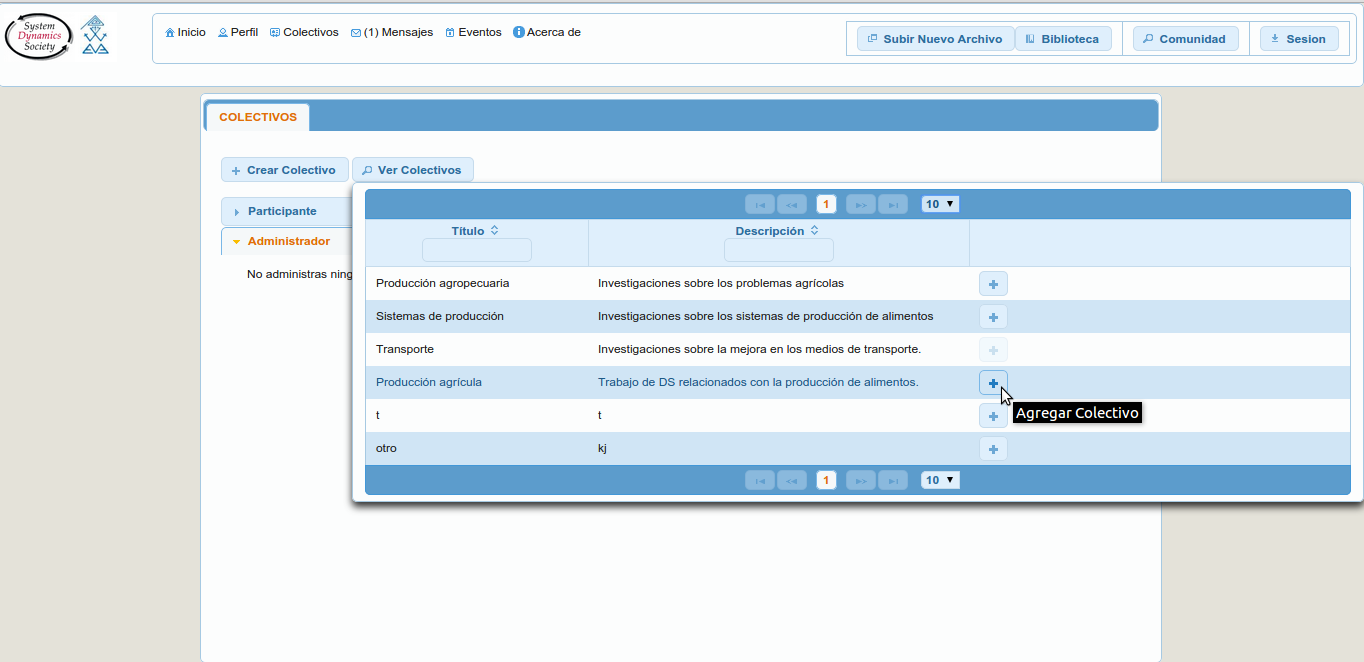 System
Dynamics
Society
Inicio Perfil Colectivos (1) Mensajes Eventos Acerca de
Subir Nuevo Archivo Biblioteca Comunidad Sesion
COLECTIVOS
Crear Colectivo Ver Colectivos
Participante
Administrador
No administras ning
1 10
Título Descripción
Producción agropecuaria Investigaciones sobre los problemas agrícolas
Sistemas de producción Investigaciones sobre los sistemas de producción de alimentos
Transporte Investigaciones sobre la mejora en los medios de transporte.
Producción agrícula Trabajo de DS relacionados con la producción de alimentos.
Agregar Colectivo
t t
otro kj
1 10